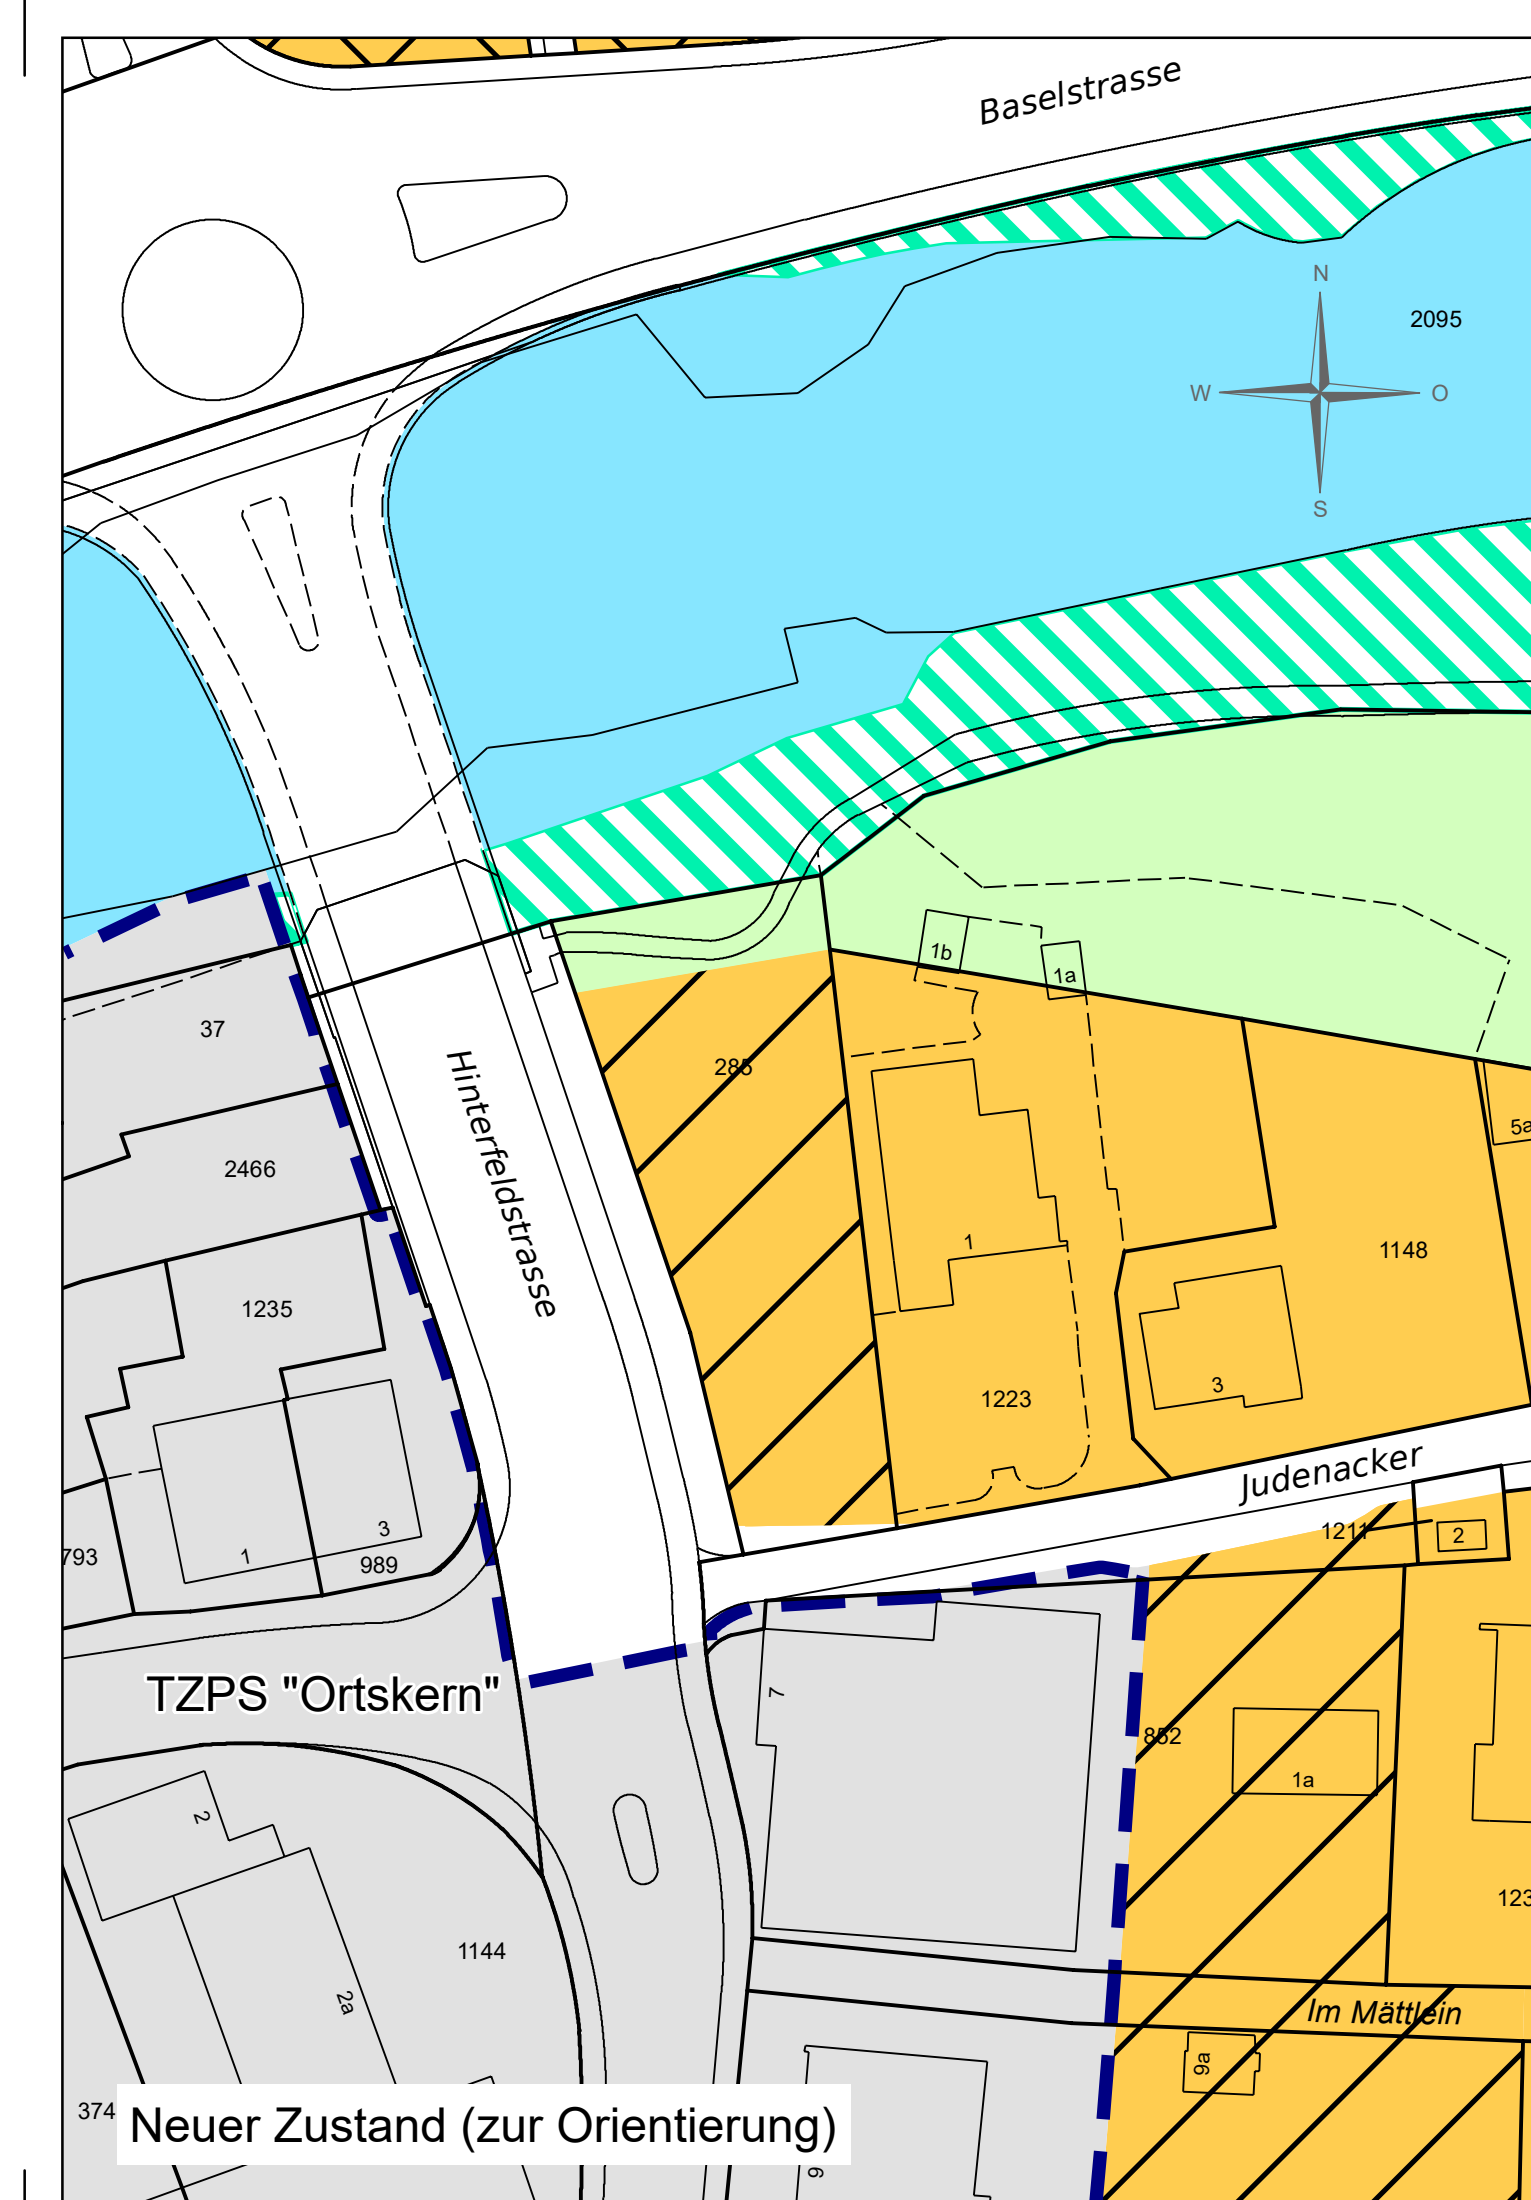 Baselstrasse
N
2095
W
O
S
1b
1a
37
285
Hinterfeldstrasse
5a
2466
1
1148
1235
3
1223
Judenacker
1211
2
3
1
793
989
TZPS "Ortskern"
7
852
1a
2
123
1144
2a
Im Mättlein
9a
374
Neuer Zustand (zur Orientierung)